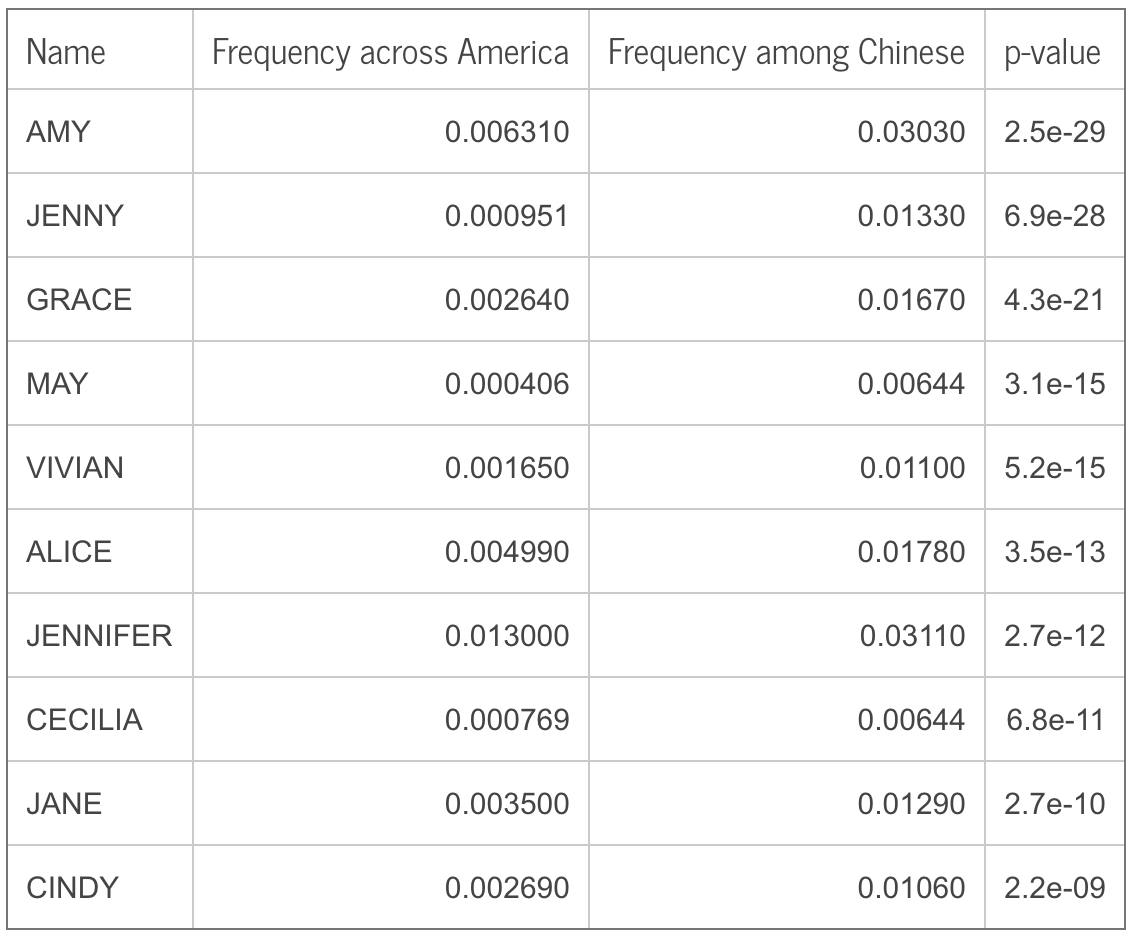 Name Frequency across America Frequency among Chinese p-value
AMY 0.006310 0.03030 2.5e-29
JENNY 0.000951 0.01330 6.9e-28
GRACE 0.002640 0.01670 4.3e-21
MAY 0.000406 0.00644 3.1e-15
VIVIAN 0.001650 0.01100 5.2e-15
ALICE 0.004990 0.01780 3.5e-13
JENNIFER 0.013000 0.03110 2.7e-12
CECILIA 0.000769 0.00644 6.8e-11
JANE 0.003500 0.01290 2.7e-10
CINDY 0.002690 0.01060 2.2e-09